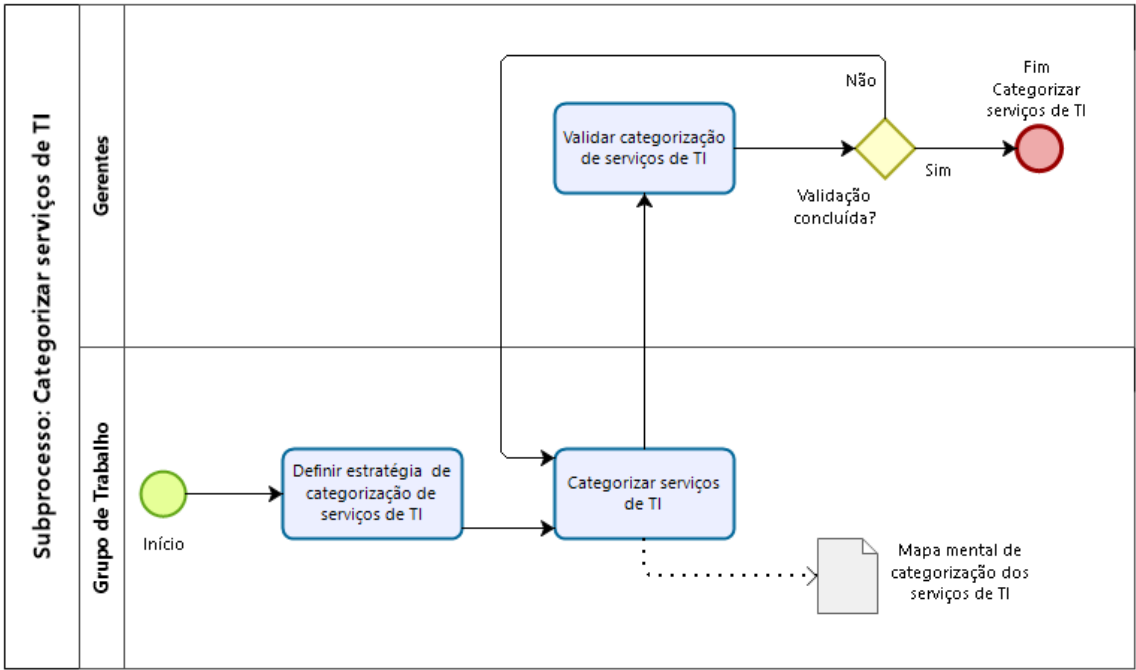 Subprocesso: Categorizar serviços de TI
Gerentes
Validar categorização
de serviços de TI
Não
Sim
Validação
concluída?
Fim
Categorizar
serviços de TI
Grupo de Trabalho
Início
Definir estratégia de
categorização de
serviços de TI
Categorizar serviços
de TI
Mapa mental de
categorização dos
serviços de TI